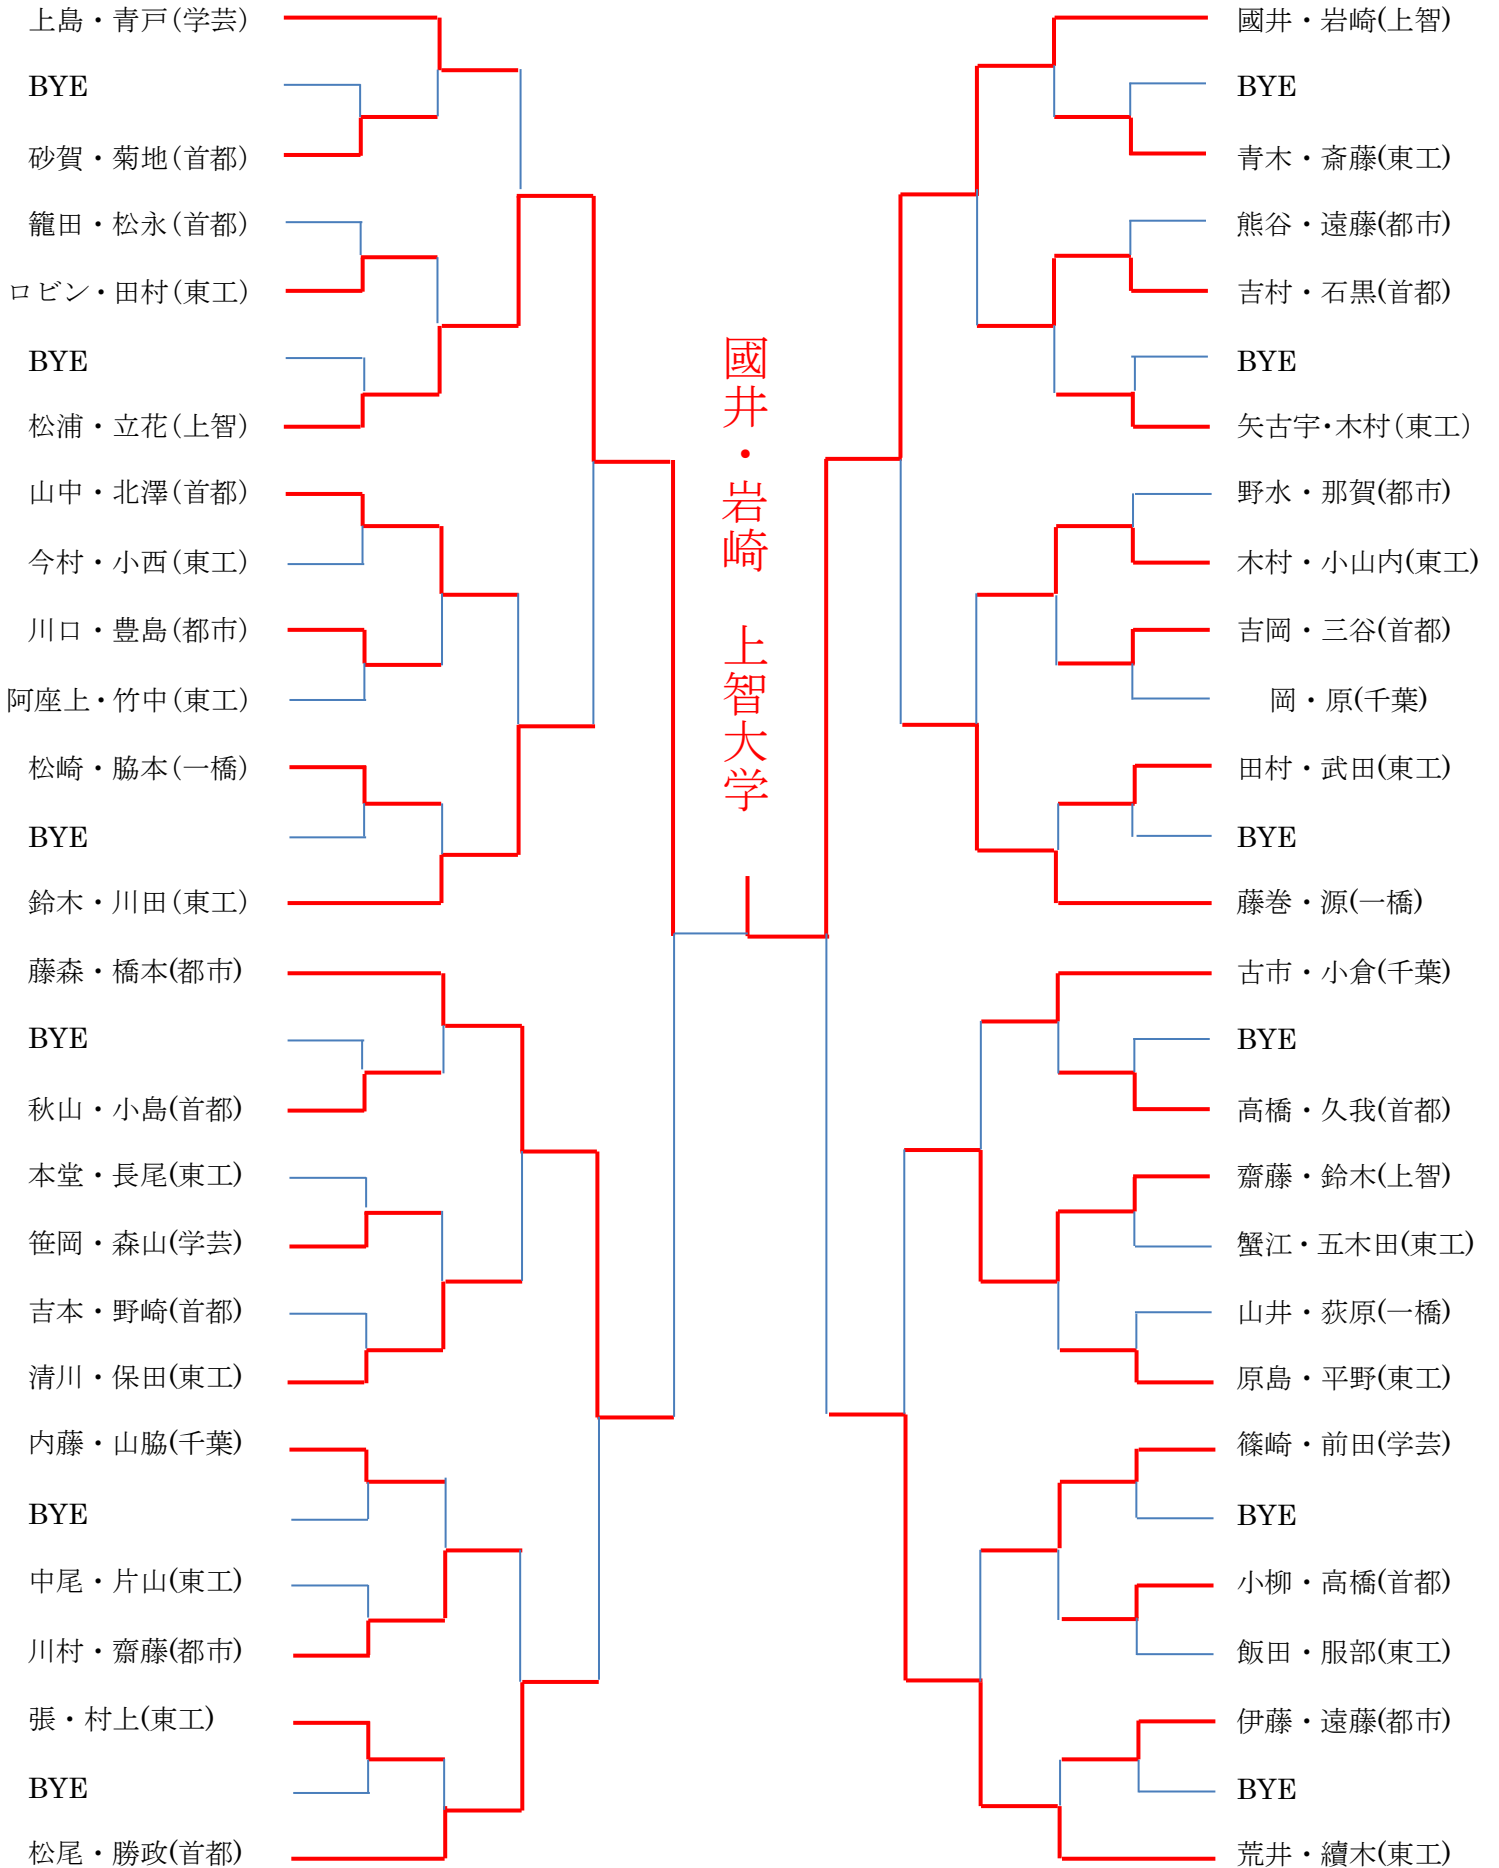 上島・青戸(学芸)
BYE
砂賀・菊地(首都)
籠田・松永(首都)
ロビン・田村(東工)
BYE
松浦・立花(上智)
山中・北澤(首都)
今村・小西(東工)
川口・豊島(都市)
阿座上・竹中(東工)
松崎・脇本(一橋)
BYE
鈴木・川田(東工)
藤森・橋本(都市)
BYE
秋山・小島(首都)
本堂・長尾(東工)
笹岡・森山(学芸)
吉本・野崎(首都)
清川・保田(東工)
内藤・山脇(千葉)
BYE
中尾・片山(東工)
川村・齋藤(都市)
張・村上(東工)
BYE
松尾・勝政(首都)
國井・岩崎 上智大学
國井・岩崎(上智)
BYE
青木・斎藤(東工)
熊谷・遠藤(都市)
吉村・石黒(首都)
BYE
矢古宇・木村(東工)
野水・那賀(都市)
木村・小山内(東工)
吉岡・三谷(首都)
岡・原(千葉)
田村・武田(東工)
BYE
藤巻・源(一橋)
古市・小倉(千葉)
BYE
高橋・久我(首都)
齋藤・鈴木(上智)
蟹江・五木田(東工)
山井・荻原(一橋)
原島・平野(東工)
篠崎・前田(学芸)
BYE
小柳・高橋(首都)
飯田・服部(東工)
伊藤・遠藤(都市)
BYE
荒井・續木(東工)